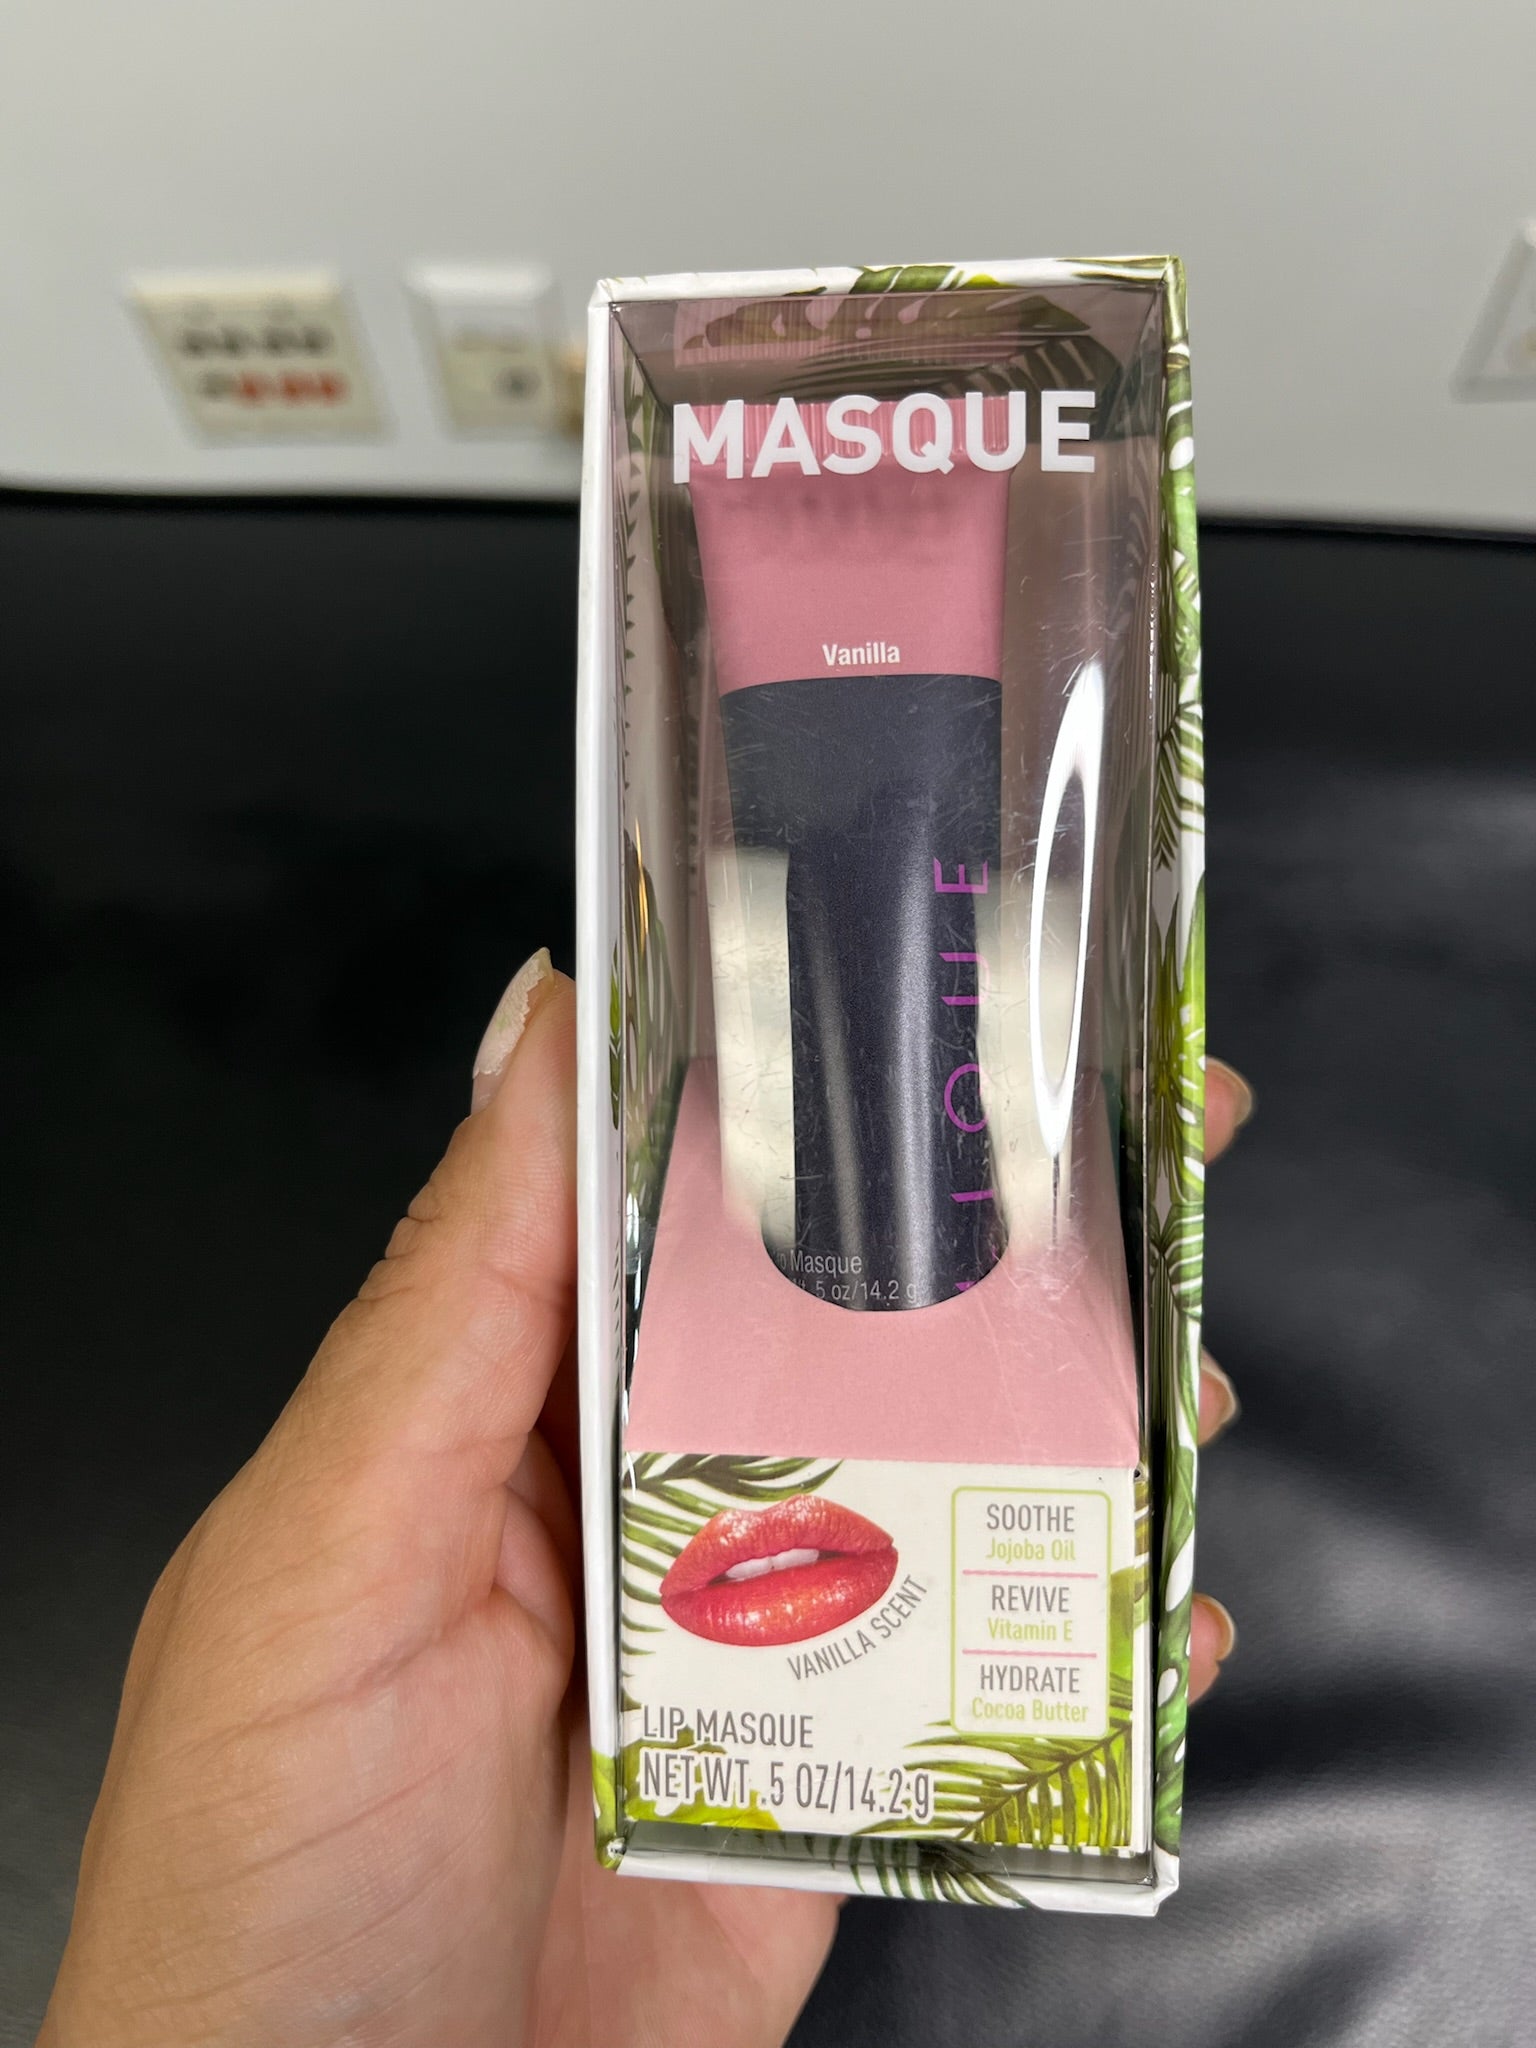 MASQUE
Vanilla
Masque
.5 oz/14.2 g
VANILLA SCENT
SOOTHE
Jojoba Oil
REVIVE
Vitamin E
HYDRATE
Cocoa Butter
LIP MASQUE
NET WT .5 OZ/14.2 g